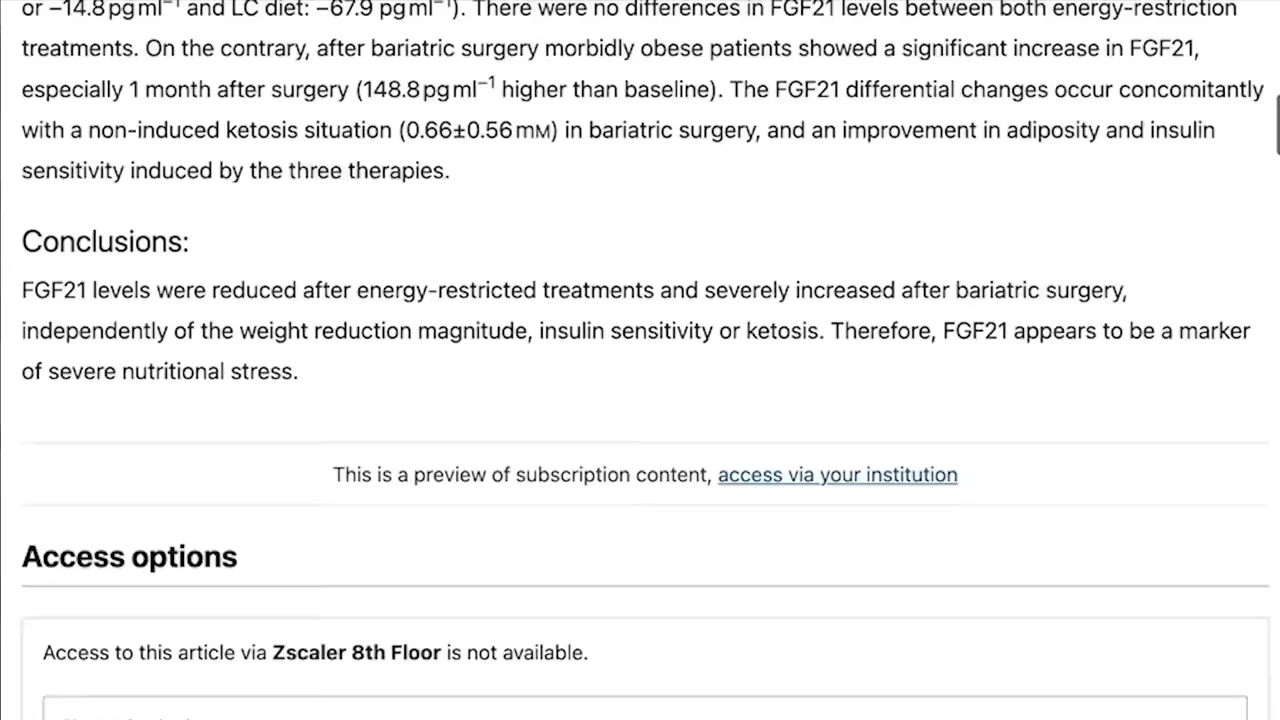 or −14.8 pg ml⁻¹ and LC diet: −67.9 pg ml⁻¹). There were no differences in FGF21 levels between both energy-restriction
treatments. On the contrary, after bariatric surgery morbidly obese patients showed a significant increase in FGF21,
especially 1 month after surgery (148.8 pg ml⁻¹ higher than baseline). The FGF21 differential changes occur concomitantly
with a non-induced ketosis situation (0.66±0.56 mM) in bariatric surgery, and an improvement in adiposity and insulin
sensitivity induced by the three therapies.
Conclusions:
FGF21 levels were reduced after energy-restricted treatments and severely increased after bariatric surgery,
independently of the weight reduction magnitude, insulin sensitivity or ketosis. Therefore, FGF21 appears to be a marker
of severe nutritional stress.
This is a preview of subscription content, access via your institution
Access options
Access to this article via Zscaler 8th Floor is not available.